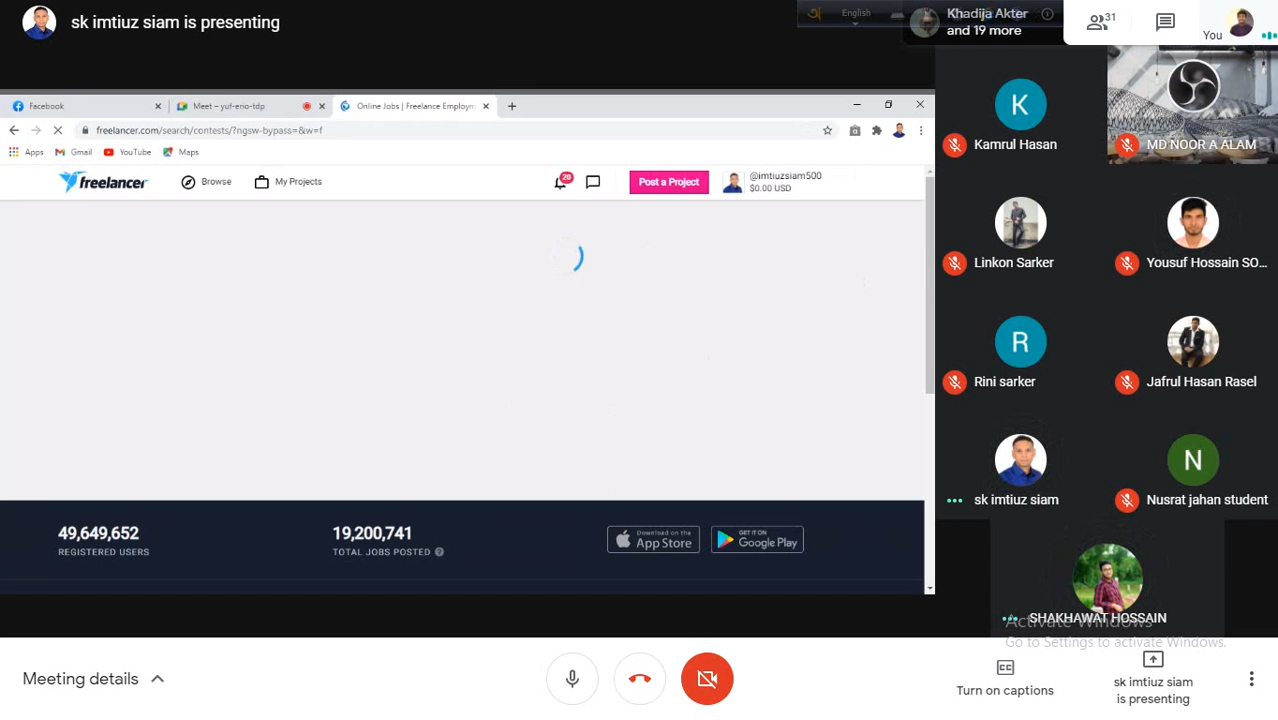 sk imtiuz siam is presenting
English
Khadija Akter
and 19 more
31
You
Facebook
Meet – yuf-erio-tdp
Online Jobs | Freelance Employm
freelancer.com/search/contests/?ngsw-bypass=&w=f
Apps
Gmail
YouTube
Maps
freelancer
Browse
My Projects
20
Post a Project
@imtiuzsiam500
$0.00 USD
49,649,652
REGISTERED USERS
19,200,741
TOTAL JOBS POSTED
Download on the
App Store
GET IT ON
Google Play
K
Kamrul Hasan
MD NOOR A ALAM
Linkon Sarker
Yousuf Hossain SO...
R
Rini sarker
Jafrul Hasan Rasel
sk imtiuz siam
N
Nusrat jahan student
SHAKHAWAT HOSSAIN
Activate Windows
Go to Settings to activate Windows.
Meeting details
CC
Turn on captions
sk imtiuz siam
is presenting